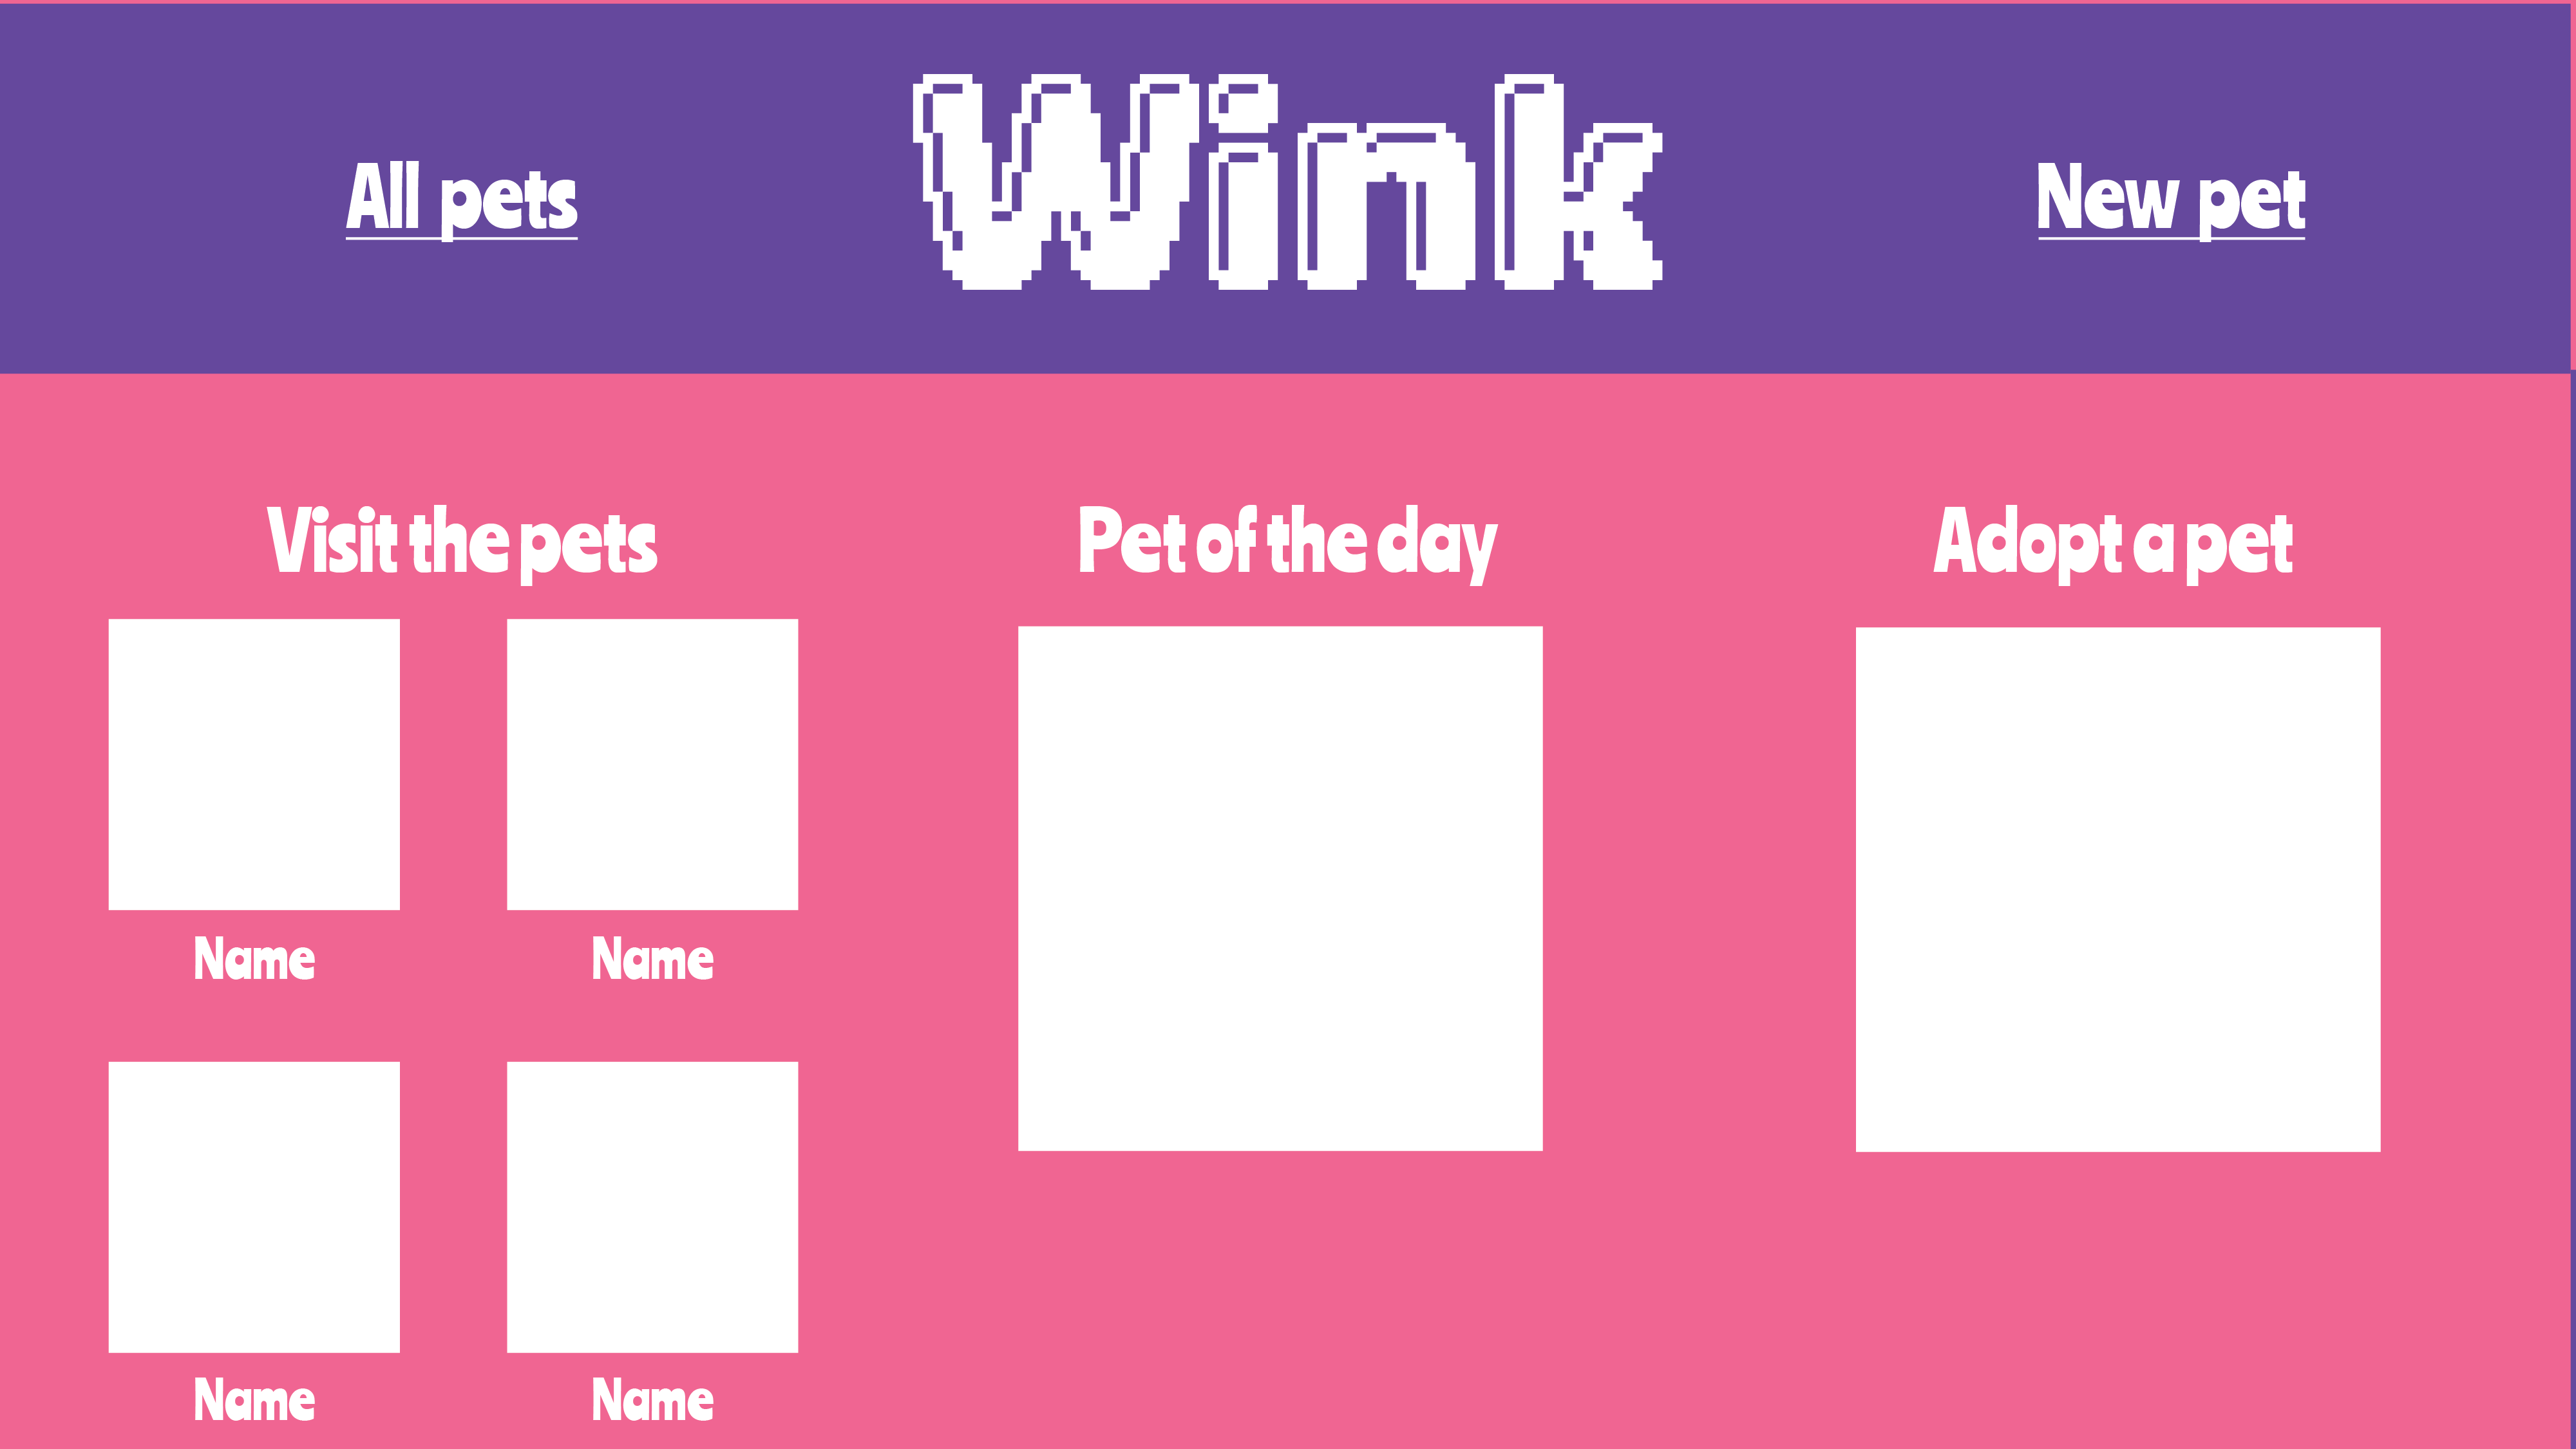 All pets
Wink
New pet
Visit the pets
Pet of the day
Adopt a pet
Name
Name
Name
Name